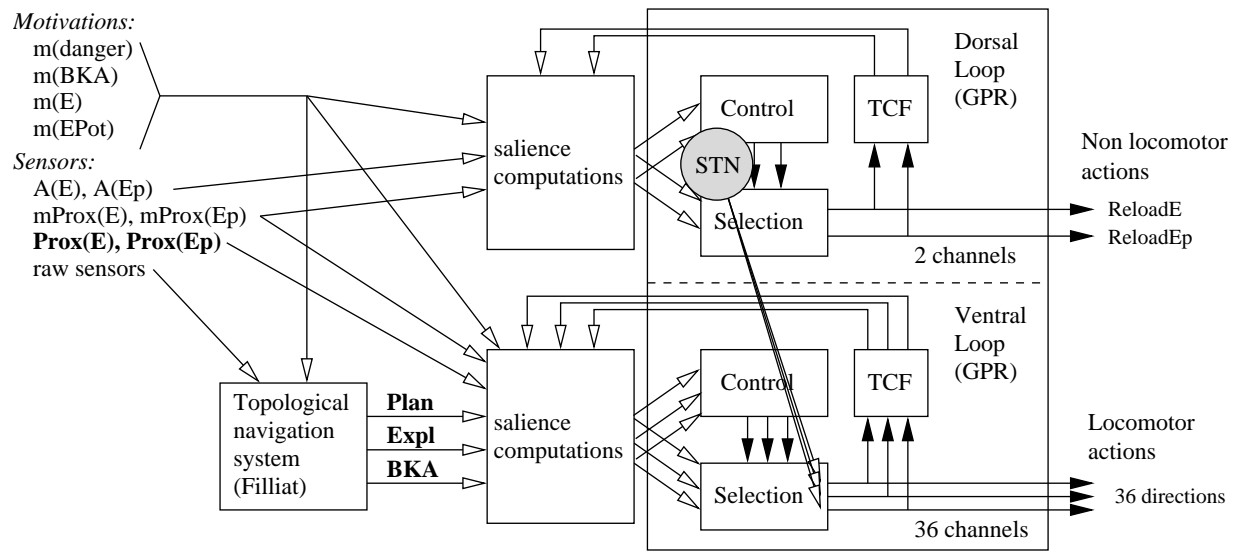 Motivations:
m(danger)
m(BKA)
m(E)
m(EPot)
Sensors:
A(E), A(Ep)
mProx(E), mProx(Ep)
Prox(E), Prox(Ep)
raw sensors
Topological
navigation
system
(Filliat)
Plan
Expl
BKA
salience
computations
Control
STN
Selection
TCF
Dorsal
Loop
(GPR)
2 channels
Non locomotor
actions
ReloadE
ReloadEp
salience
computations
Control
Selection
TCF
Ventral
Loop
(GPR)
36 channels
Locomotor
actions
36 directions